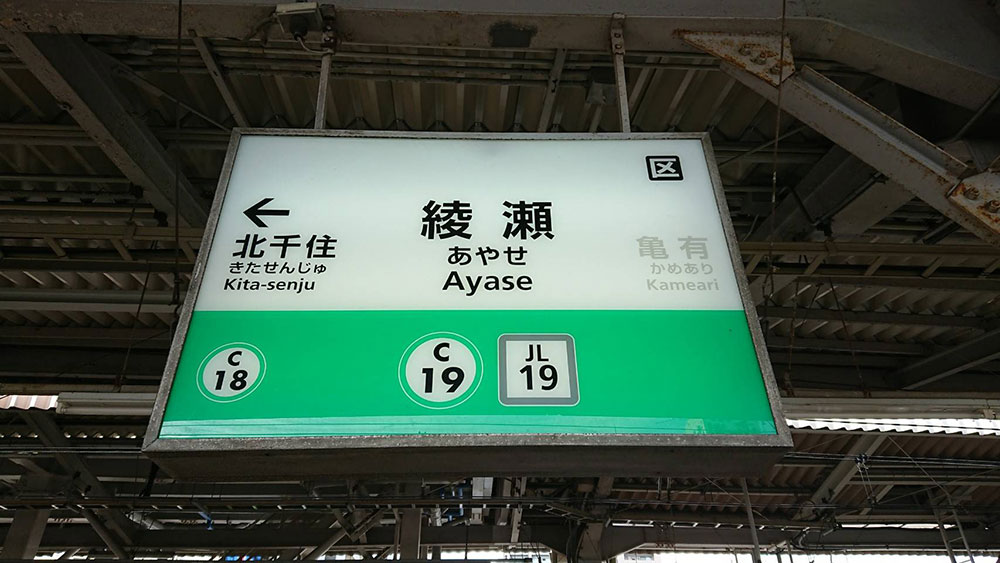 区
←
北千住
きたせんじゅ
Kita-senju
綾瀬
あやせ
Ayase
亀有
かめあり
Kameari
C
18
C
19
JL
19